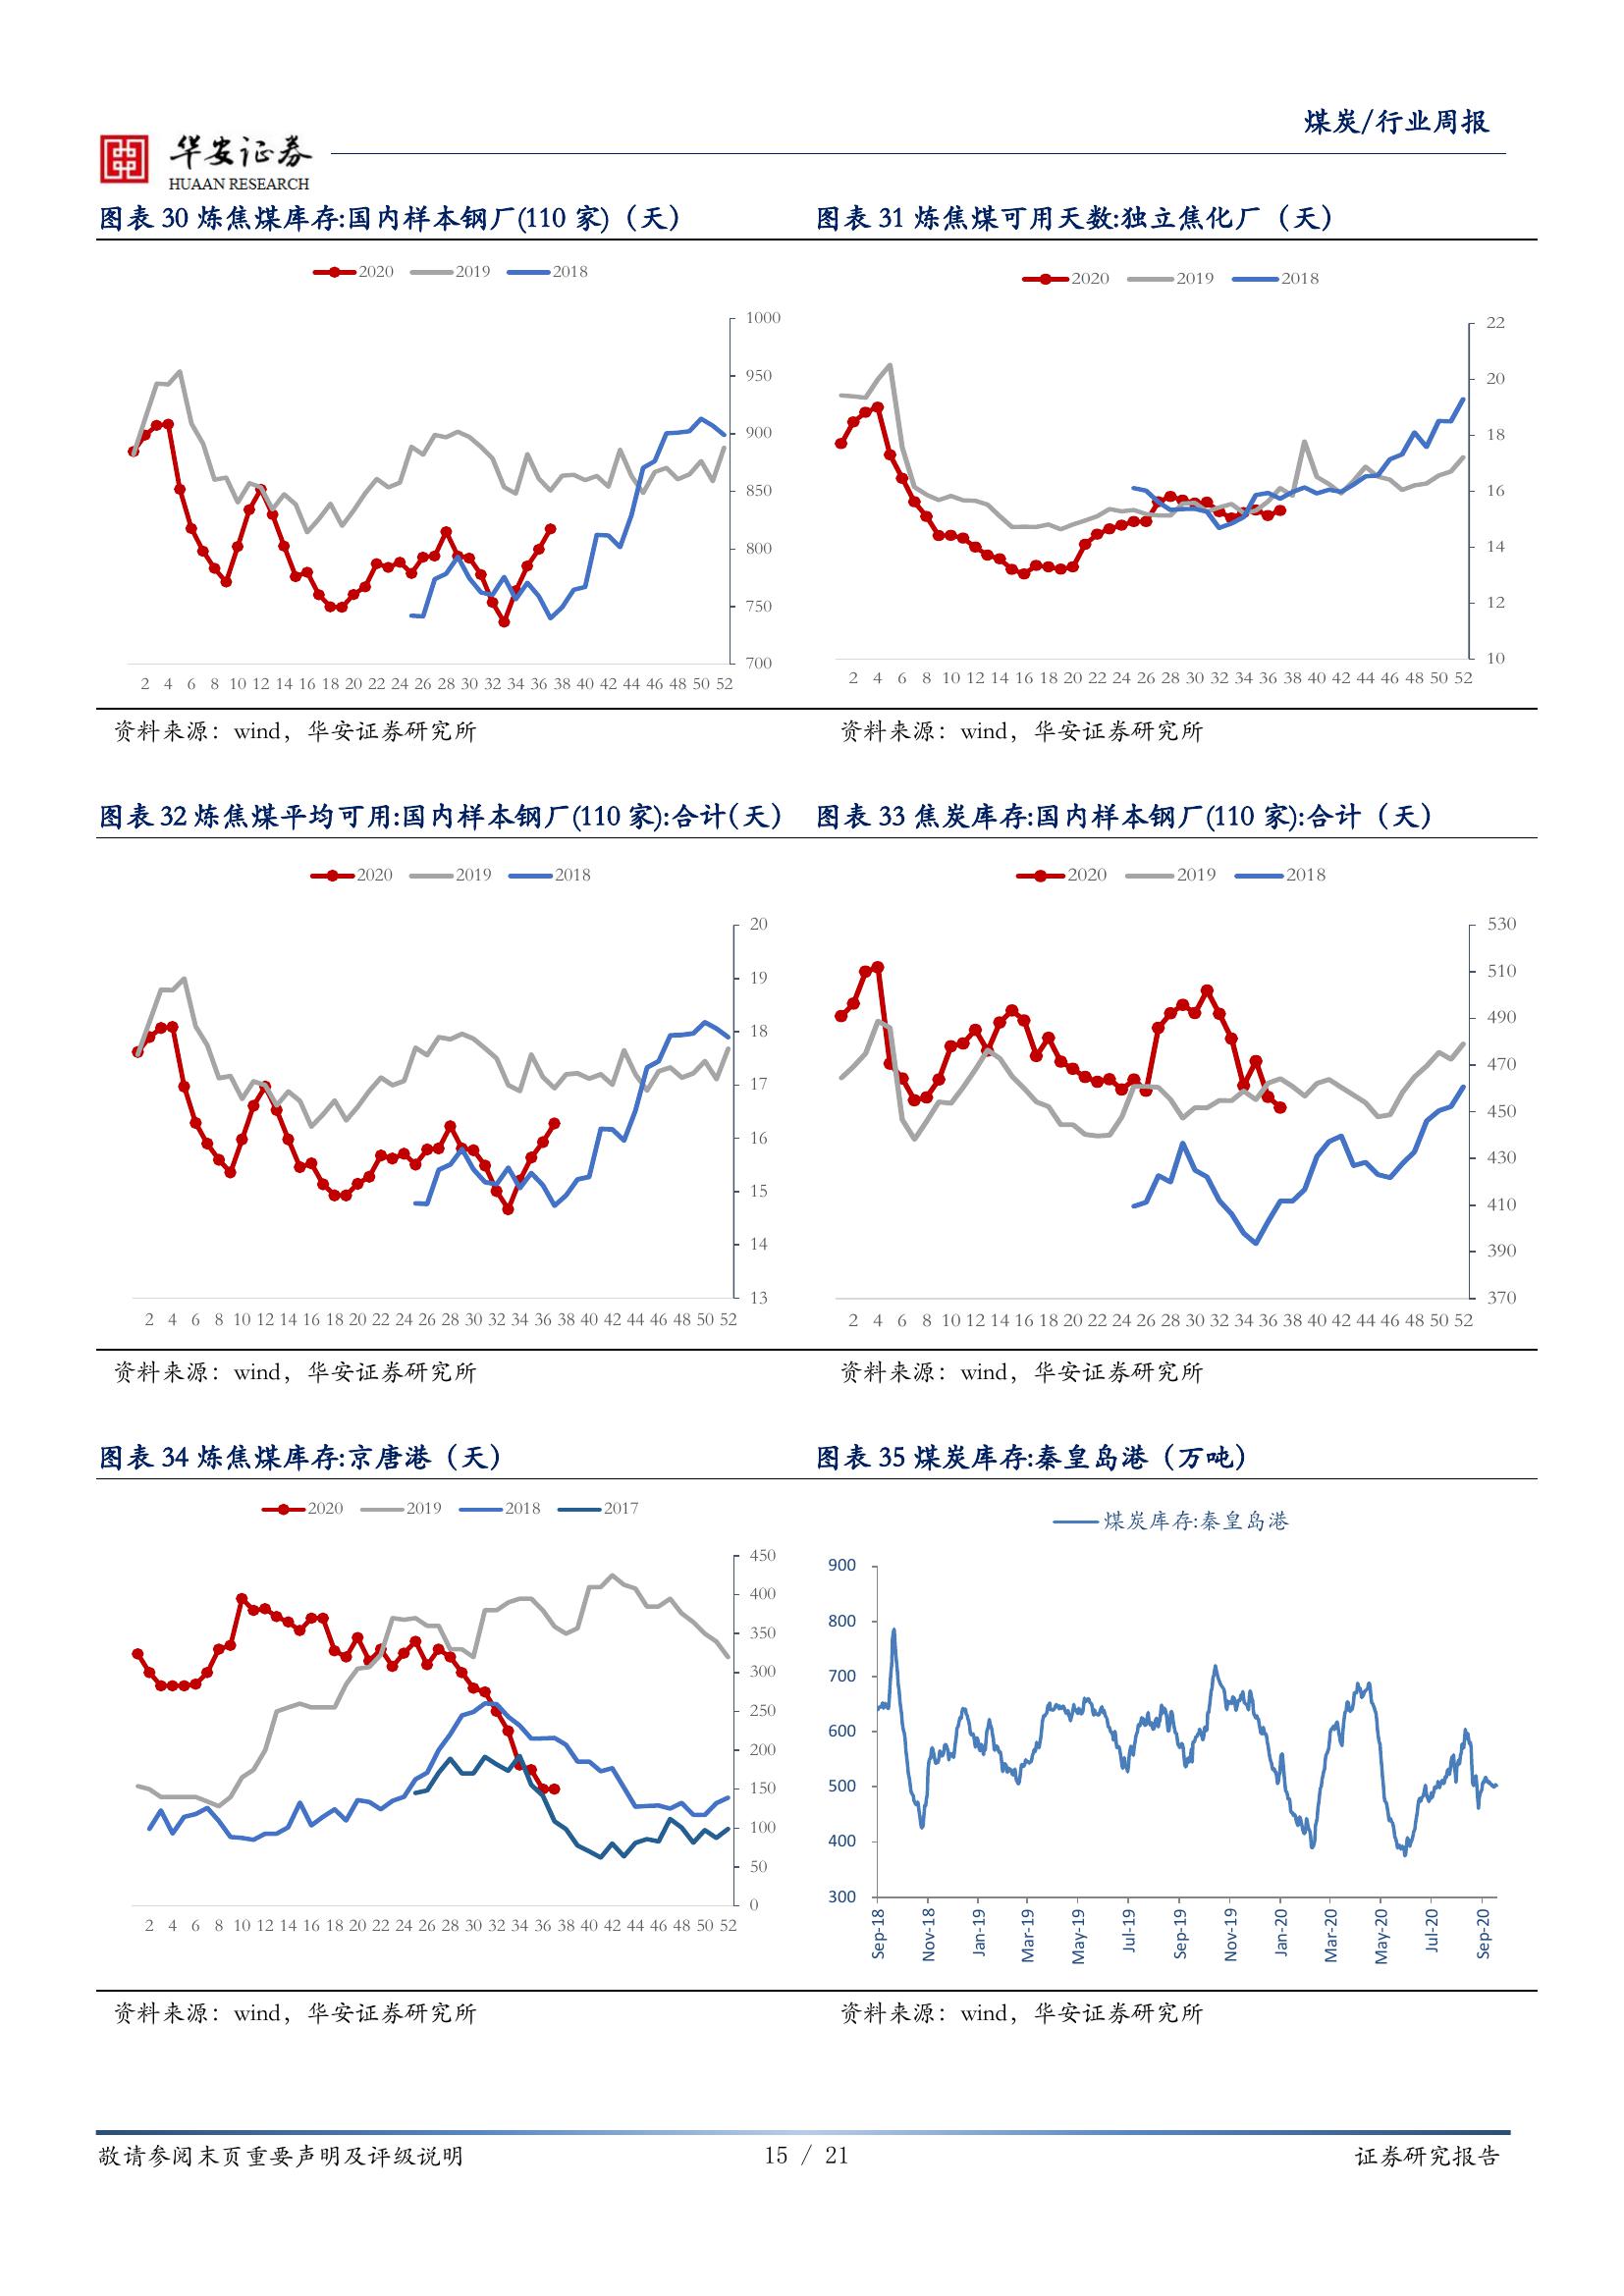 煤炭/行业周报
华安证券
HUAAN RESEARCH
图表 30 炼焦煤库存:国内样本钢厂(110 家)（天）
2020 2019 2018
1000
950
900
850
800
750
700
2 4 6 8 10 12 14 16 18 20 22 24 26 28 30 32 34 36 38 40 42 44 46 48 50 52
资料来源：wind，华安证券研究所
图表 31 炼焦煤可用天数:独立焦化厂（天）
2020 2019 2018
22
20
18
16
14
12
10
2 4 6 8 10 12 14 16 18 20 22 24 26 28 30 32 34 36 38 40 42 44 46 48 50 52
资料来源：wind，华安证券研究所
图表 32 炼焦煤平均可用:国内样本钢厂(110 家):合计(天)
2020 2019 2018
20
19
18
17
16
15
14
13
2 4 6 8 10 12 14 16 18 20 22 24 26 28 30 32 34 36 38 40 42 44 46 48 50 52
资料来源：wind，华安证券研究所
图表 33 焦炭库存:国内样本钢厂(110 家):合计（天）
2020 2019 2018
530
510
490
470
450
430
410
390
370
2 4 6 8 10 12 14 16 18 20 22 24 26 28 30 32 34 36 38 40 42 44 46 48 50 52
资料来源：wind，华安证券研究所
图表 34 炼焦煤库存:京唐港（天）
2020 2019 2018 2017
450
400
350
300
250
200
150
100
50
0
2 4 6 8 10 12 14 16 18 20 22 24 26 28 30 32 34 36 38 40 42 44 46 48 50 52
资料来源：wind，华安证券研究所
图表 35 煤炭库存:秦皇岛港（万吨）
煤炭库存:秦皇岛港
900
800
700
600
500
400
300
Sep-18 Nov-18 Jan-19 Mar-19 May-19 Jul-19 Sep-19 Nov-19 Jan-20 Mar-20 May-20 Jul-20 Sep-20
资料来源：wind，华安证券研究所
敬请参阅末页重要声明及评级说明
15 / 21
证券研究报告